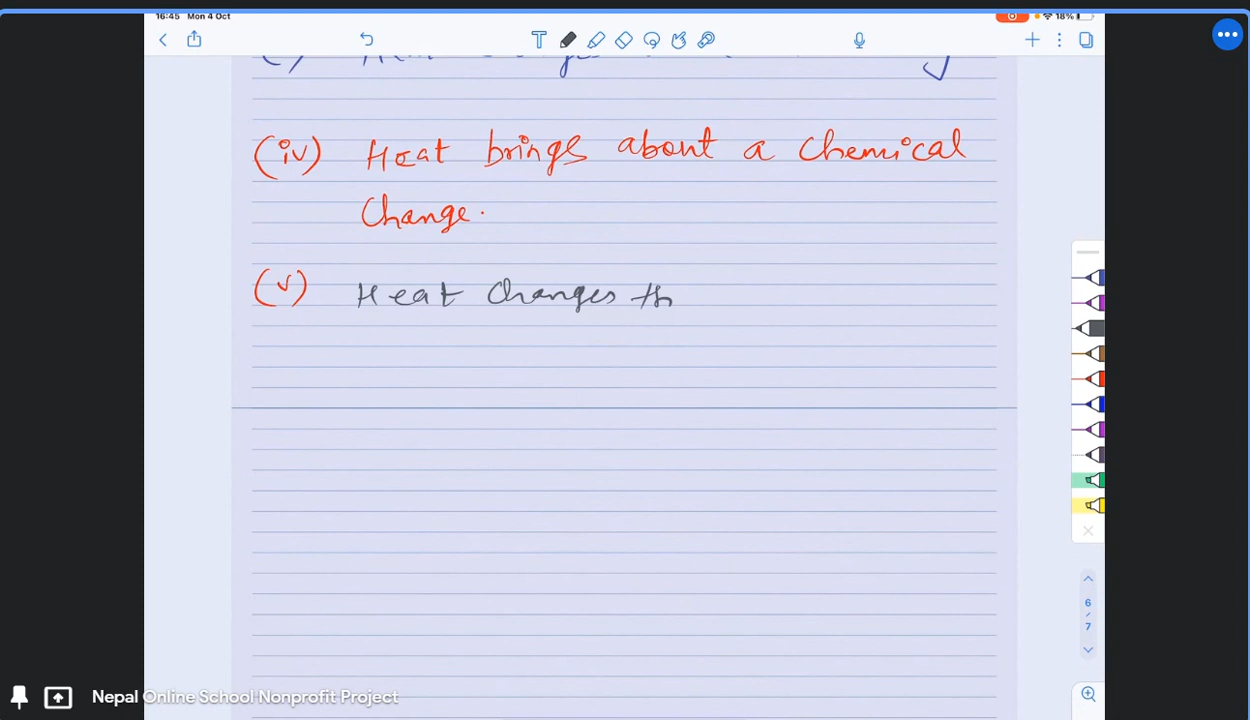 16:45 Mon 4 Oct
18%
(iv) Heat brings about a chemical
change.
(v) Heat changes th
6
/
7
Nepal Online School Nonprofit Project